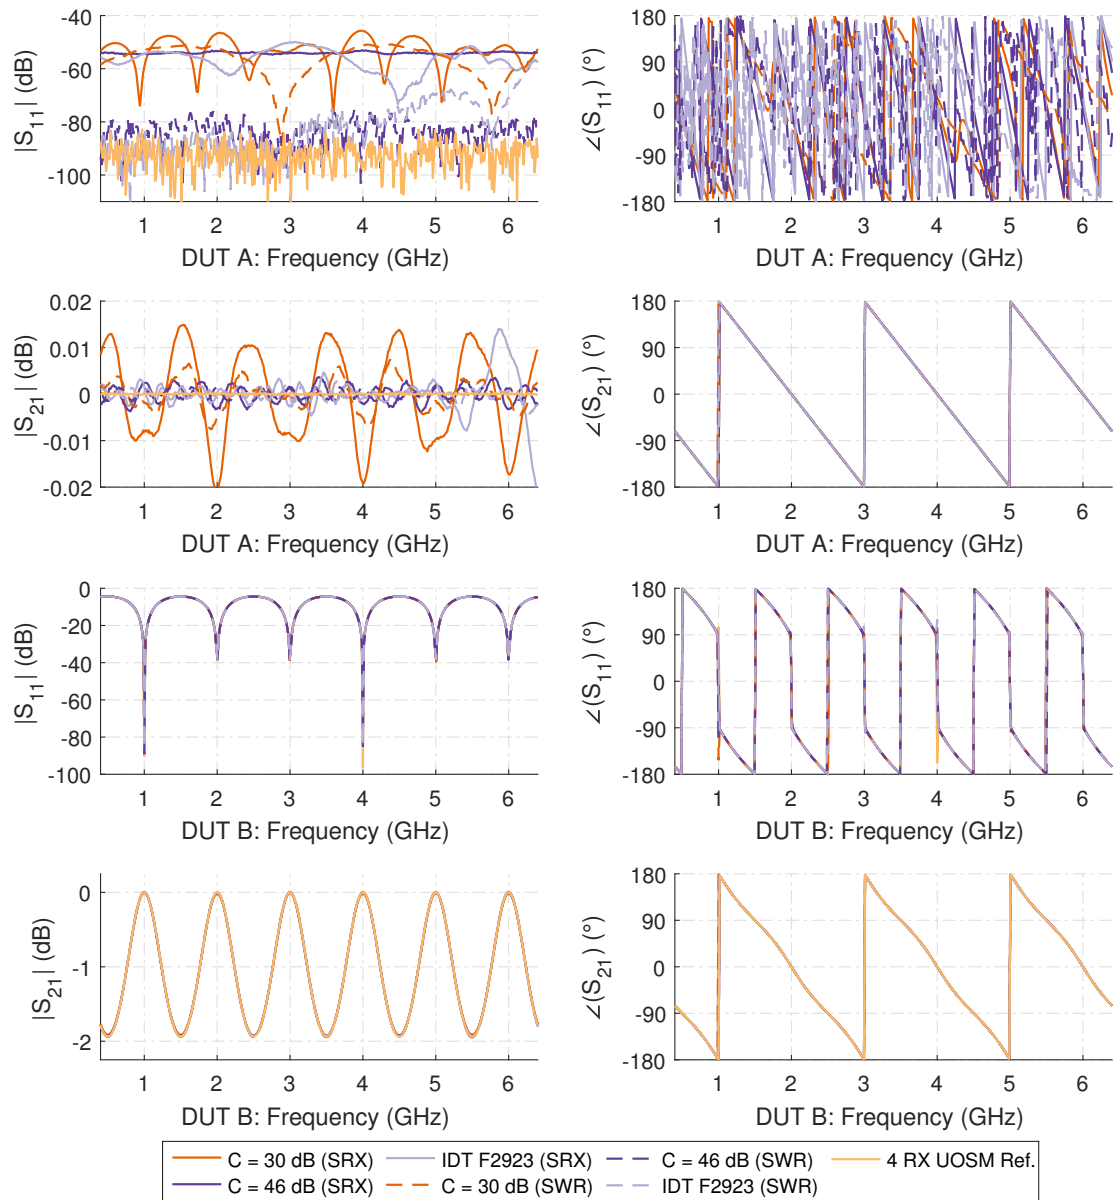 -40
-60
-80
-100
|S11| (dB)
1 2 3 4 5 6
DUT A: Frequency (GHz)
180
90
0
-90
-180
∠(S11) (°)
1 2 3 4 5 6
DUT A: Frequency (GHz)
0.02
0.01
0
-0.01
-0.02
|S21| (dB)
1 2 3 4 5 6
DUT A: Frequency (GHz)
180
90
0
-90
-180
∠(S21) (°)
1 2 3 4 5 6
DUT A: Frequency (GHz)
0
-20
-40
-60
-80
-100
|S11| (dB)
1 2 3 4 5 6
DUT B: Frequency (GHz)
180
90
0
-90
-180
∠(S11) (°)
1 2 3 4 5 6
DUT B: Frequency (GHz)
0
-1
-2
|S21| (dB)
1 2 3 4 5 6
DUT B: Frequency (GHz)
180
90
0
-90
-180
∠(S21) (°)
1 2 3 4 5 6
DUT B: Frequency (GHz)
C = 30 dB (SRX) IDT F2923 (SRX) C = 46 dB (SWR) 4 RX UOSM Ref.
C = 46 dB (SRX) C = 30 dB (SWR) IDT F2923 (SWR)